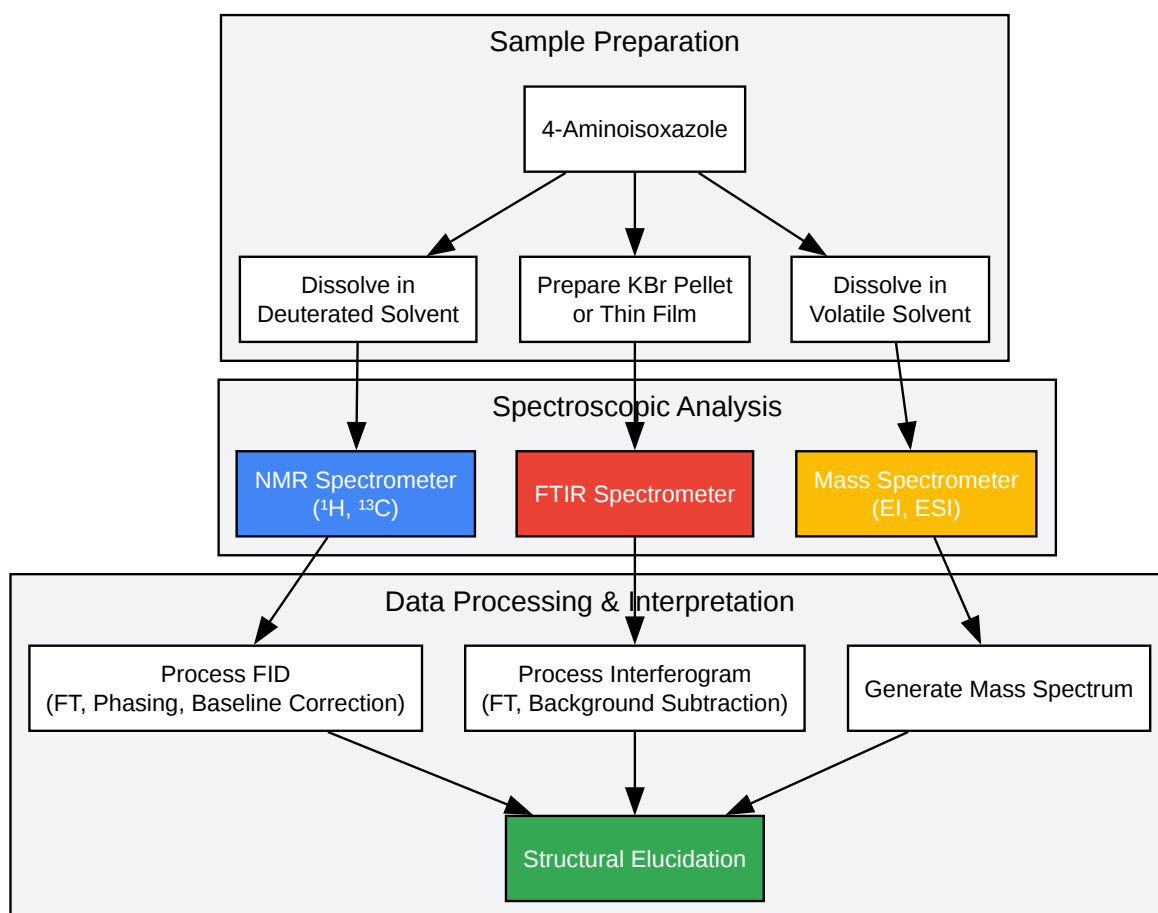 Sample Preparation
4-Aminoisoxazole
Dissolve in
Deuterated Solvent
Prepare KBr Pellet
or Thin Film
Dissolve in
Volatile Solvent
Spectroscopic Analysis
NMR Spectrometer
(¹H, ¹³C)
FTIR Spectrometer
Mass Spectrometer
(EI, ESI)
Data Processing & Interpretation
Process FID
(FT, Phasing, Baseline Correction)
Process Interferogram
(FT, Background Subtraction)
Generate Mass Spectrum
Structural Elucidation